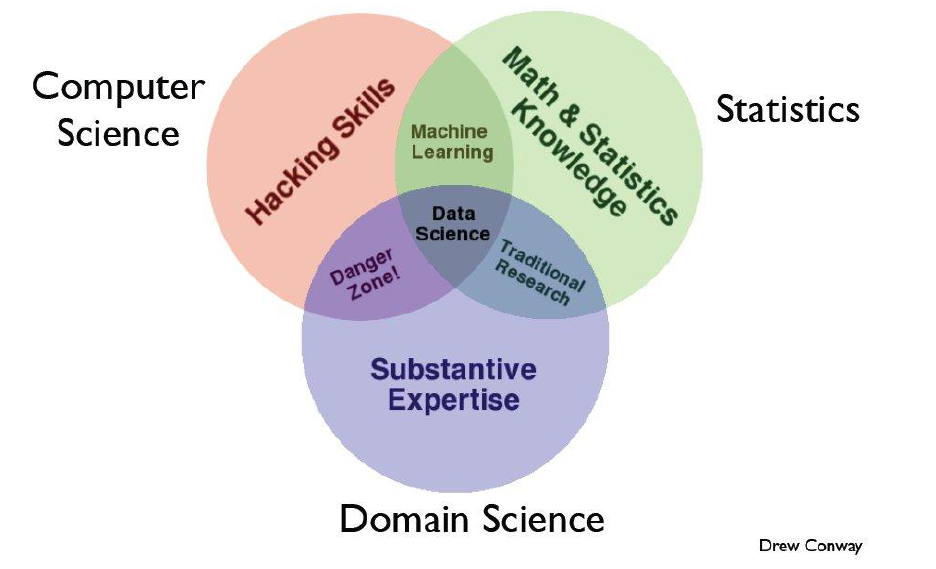 Computer
Science
Hacking Skills
Machine
Learning
Math & Statistics
Knowledge
Statistics
Data
Science
Danger
Zone!
Traditional
Research
Substantive
Expertise
Domain Science
Drew Conway